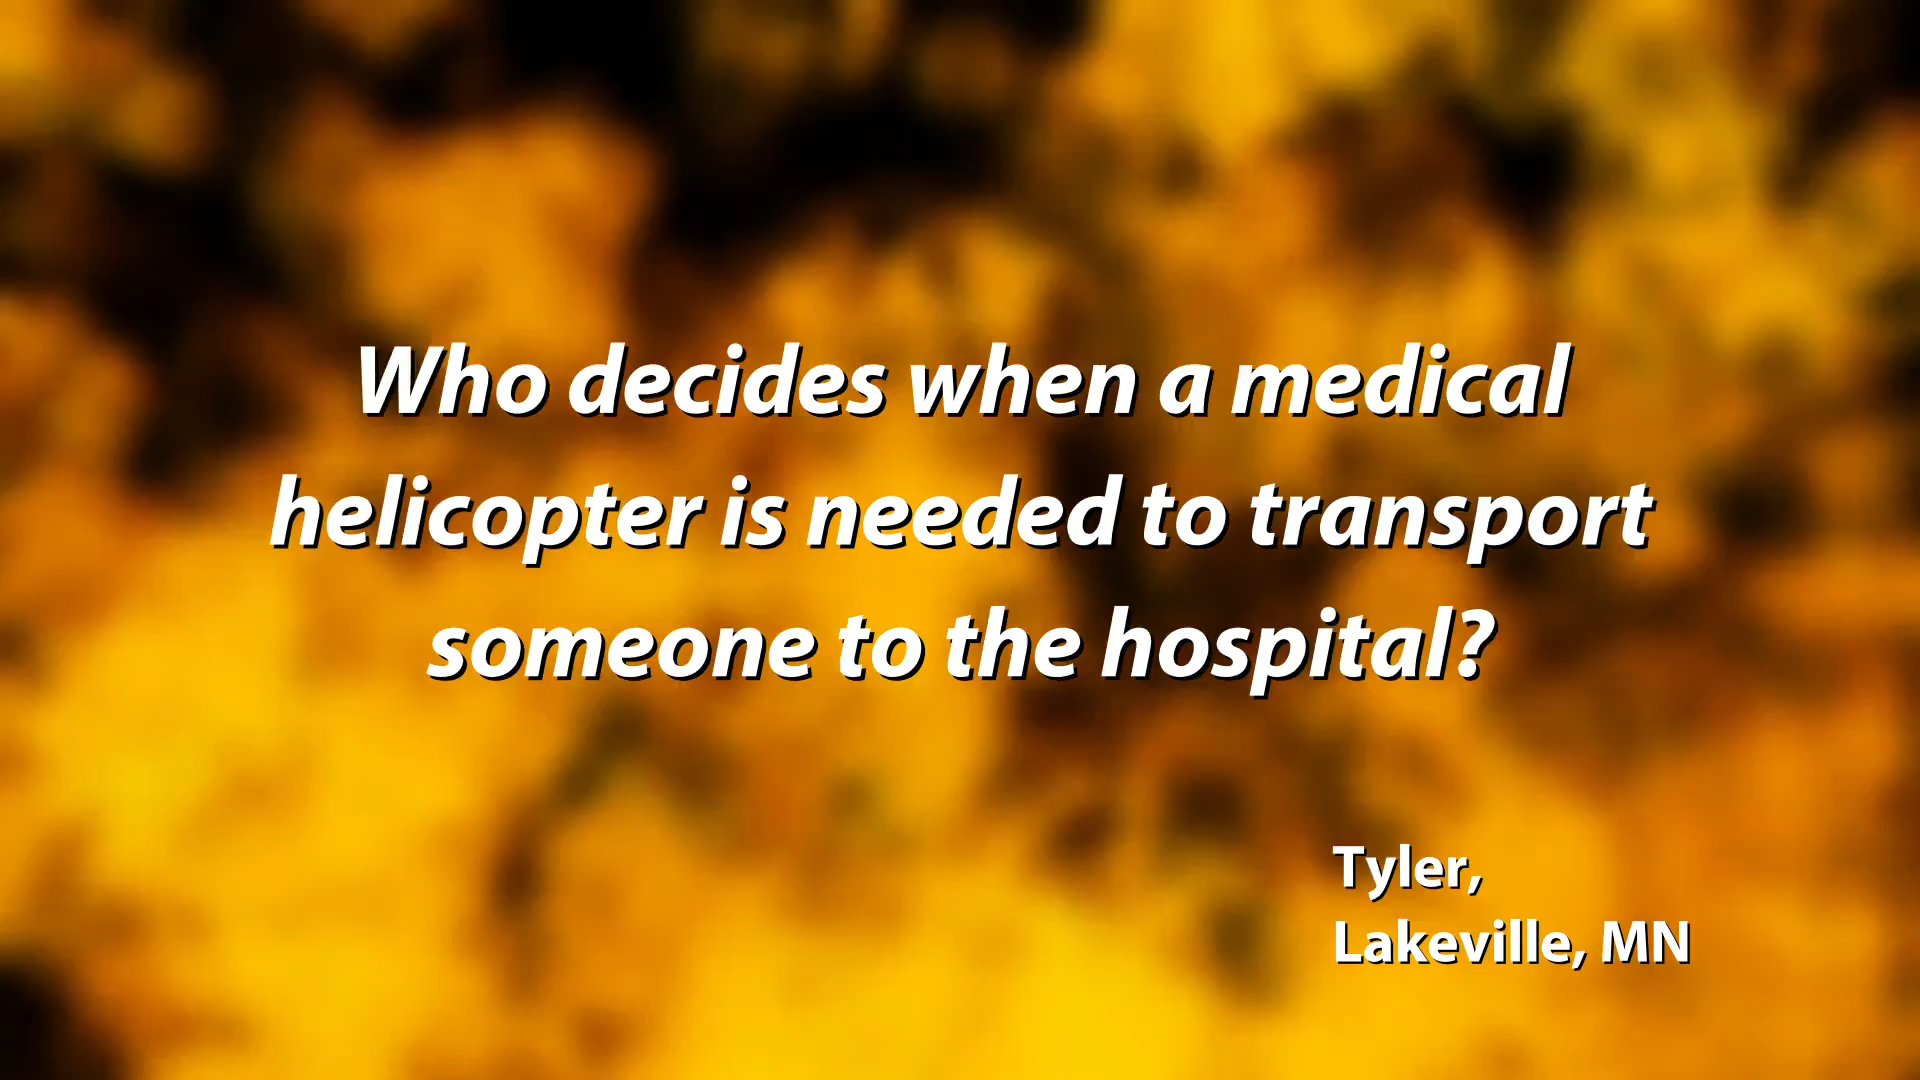 Who decides when a medical
helicopter is needed to transport
someone to the hospital?
Tyler,
Lakeville, MN